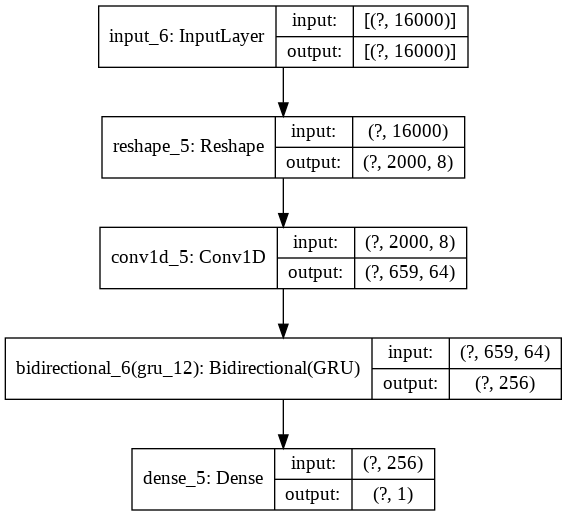 input_6: InputLayer
input: [(?, 16000)]
output: [(?, 16000)]
reshape_5: Reshape
input: (?, 16000)
output: (?, 2000, 8)
conv1d_5: Conv1D
input: (?, 2000, 8)
output: (?, 659, 64)
bidirectional_6(gru_12): Bidirectional(GRU)
input: (?, 659, 64)
output: (?, 256)
dense_5: Dense
input: (?, 256)
output: (?, 1)